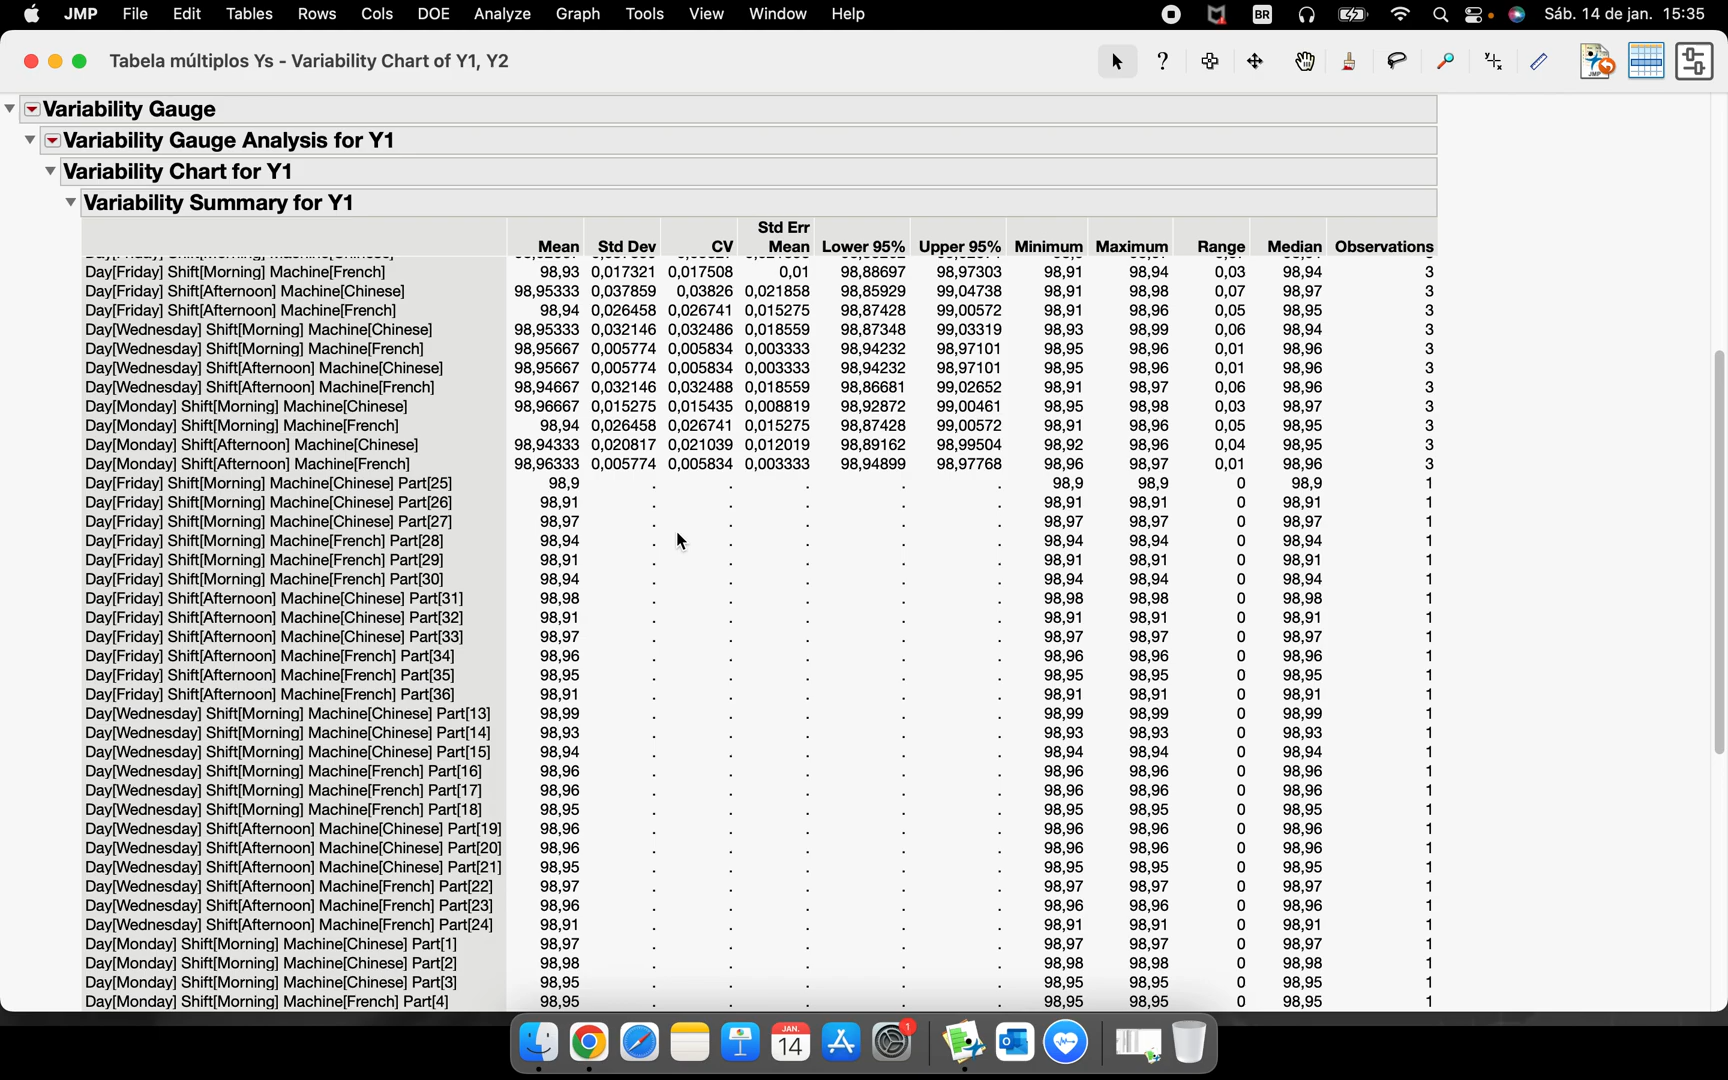 JMP File Edit Tables Rows Cols DOE Analyze Graph Tools View Window Help BR Sáb. 14 de jan. 15:35
Tabela múltiplos Ys - Variability Chart of Y1, Y2
Variability Gauge
Variability Gauge Analysis for Y1
Variability Chart for Y1
Variability Summary for Y1
Mean Std Dev CV Std Err Mean Lower 95% Upper 95% Minimum Maximum Range Median Observations
Day[Friday] Shift[Morning] Machine[French] 98,93 0,017321 0,017508 0,01 98,88697 98,97303 98,91 98,94 0,03 98,94 3
Day[Friday] Shift[Afternoon] Machine[Chinese] 98,95333 0,037859 0,03826 0,021858 98,85929 99,04738 98,91 98,98 0,07 98,97 3
Day[Friday] Shift[Afternoon] Machine[French] 98,94 0,026458 0,026741 0,015275 98,87428 99,00572 98,91 98,96 0,05 98,95 3
Day[Wednesday] Shift[Morning] Machine[Chinese] 98,95333 0,032146 0,032486 0,018559 98,87348 99,03319 98,93 98,99 0,06 98,94 3
Day[Wednesday] Shift[Morning] Machine[French] 98,95667 0,005774 0,005834 0,003333 98,94232 98,97101 98,95 98,96 0,01 98,96 3
Day[Wednesday] Shift[Afternoon] Machine[Chinese] 98,95667 0,005774 0,005834 0,003333 98,94232 98,97101 98,95 98,96 0,01 98,96 3
Day[Wednesday] Shift[Afternoon] Machine[French] 98,94667 0,032146 0,032488 0,018559 98,86681 99,02652 98,91 98,97 0,06 98,96 3
Day[Monday] Shift[Morning] Machine[Chinese] 98,96667 0,015275 0,015435 0,008819 98,92872 99,00461 98,95 98,98 0,03 98,97 3
Day[Monday] Shift[Morning] Machine[French] 98,94 0,026458 0,026741 0,015275 98,87428 99,00572 98,91 98,96 0,05 98,95 3
Day[Monday] Shift[Afternoon] Machine[Chinese] 98,94333 0,020817 0,021039 0,012019 98,89162 98,99504 98,92 98,96 0,04 98,95 3
Day[Monday] Shift[Afternoon] Machine[French] 98,96333 0,005774 0,005834 0,003333 98,94899 98,97768 98,96 98,97 0,01 98,96 3
Day[Friday] Shift[Morning] Machine[Chinese] Part[25] 98,9 . . . . . 98,9 98,9 0 98,9 1
Day[Friday] Shift[Morning] Machine[Chinese] Part[26] 98,91 . . . . . 98,91 98,91 0 98,91 1
Day[Friday] Shift[Morning] Machine[Chinese] Part[27] 98,97 . . . . . 98,97 98,97 0 98,97 1
Day[Friday] Shift[Morning] Machine[French] Part[28] 98,94 . . . . . 98,94 98,94 0 98,94 1
Day[Friday] Shift[Morning] Machine[French] Part[29] 98,91 . . . . . 98,91 98,91 0 98,91 1
Day[Friday] Shift[Morning] Machine[French] Part[30] 98,94 . . . . . 98,94 98,94 0 98,94 1
Day[Friday] Shift[Afternoon] Machine[Chinese] Part[31] 98,98 . . . . . 98,98 98,98 0 98,98 1
Day[Friday] Shift[Afternoon] Machine[Chinese] Part[32] 98,91 . . . . . 98,91 98,91 0 98,91 1
Day[Friday] Shift[Afternoon] Machine[Chinese] Part[33] 98,97 . . . . . 98,97 98,97 0 98,97 1
Day[Friday] Shift[Afternoon] Machine[French] Part[34] 98,96 . . . . . 98,96 98,96 0 98,96 1
Day[Friday] Shift[Afternoon] Machine[French] Part[35] 98,95 . . . . . 98,95 98,95 0 98,95 1
Day[Friday] Shift[Afternoon] Machine[French] Part[36] 98,91 . . . . . 98,91 98,91 0 98,91 1
Day[Wednesday] Shift[Morning] Machine[Chinese] Part[13] 98,99 . . . . . 98,99 98,99 0 98,99 1
Day[Wednesday] Shift[Morning] Machine[Chinese] Part[14] 98,93 . . . . . 98,93 98,93 0 98,93 1
Day[Wednesday] Shift[Morning] Machine[Chinese] Part[15] 98,94 . . . . . 98,94 98,94 0 98,94 1
Day[Wednesday] Shift[Morning] Machine[French] Part[16] 98,96 . . . . . 98,96 98,96 0 98,96 1
Day[Wednesday] Shift[Morning] Machine[French] Part[17] 98,96 . . . . . 98,96 98,96 0 98,96 1
Day[Wednesday] Shift[Morning] Machine[French] Part[18] 98,95 . . . . . 98,95 98,95 0 98,95 1
Day[Wednesday] Shift[Afternoon] Machine[Chinese] Part[19] 98,96 . . . . . 98,96 98,96 0 98,96 1
Day[Wednesday] Shift[Afternoon] Machine[Chinese] Part[20] 98,96 . . . . . 98,96 98,96 0 98,96 1
Day[Wednesday] Shift[Afternoon] Machine[Chinese] Part[21] 98,95 . . . . . 98,95 98,95 0 98,95 1
Day[Wednesday] Shift[Afternoon] Machine[French] Part[22] 98,97 . . . . . 98,97 98,97 0 98,97 1
Day[Wednesday] Shift[Afternoon] Machine[French] Part[23] 98,96 . . . . . 98,96 98,96 0 98,96 1
Day[Wednesday] Shift[Afternoon] Machine[French] Part[24] 98,91 . . . . . 98,91 98,91 0 98,91 1
Day[Monday] Shift[Morning] Machine[Chinese] Part[1] 98,97 . . . . . 98,97 98,97 0 98,97 1
Day[Monday] Shift[Morning] Machine[Chinese] Part[2] 98,98 . . . . . 98,98 98,98 0 98,98 1
Day[Monday] Shift[Morning] Machine[Chinese] Part[3] 98,95 . . . . . 98,95 98,95 0 98,95 1
Day[Monday] Shift[Morning] Machine[French] Part[4] 98,95 . . . . . 98,95 98,95 0 98,95 1
JAN. 14
1